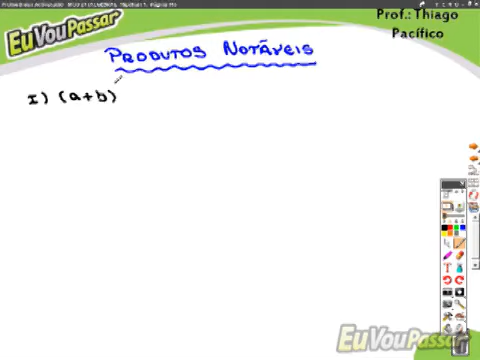 Prof.: Thiago
Pacífico
EuVouPassar
PRODUTOS NOTÁVEIS
I) (a+b)
EuVouPassar